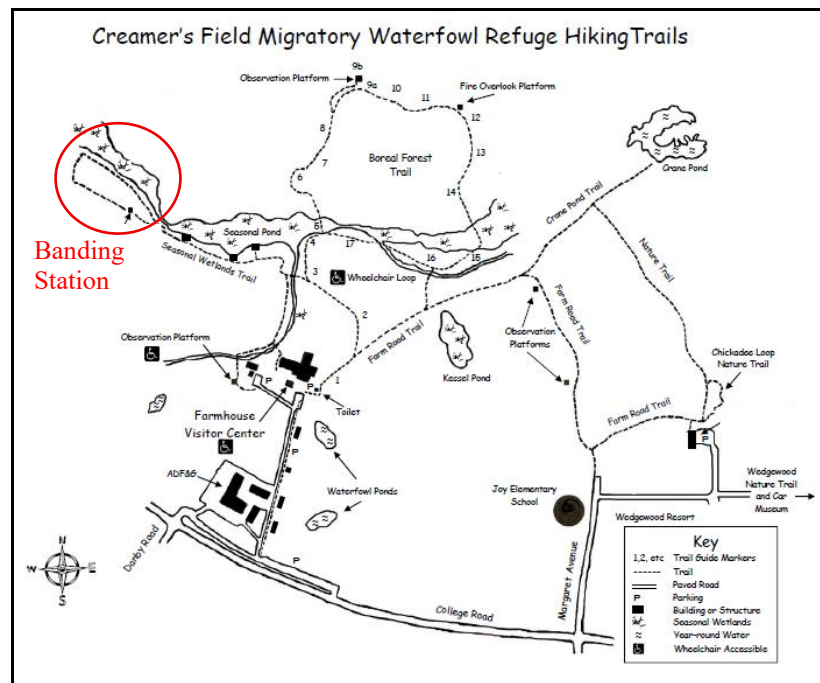 Creamer's Field Migratory Waterfowl Refuge HikingTrails
9b
Observation Platform
9a
10
11
Fire Overlook Platform
12
8
13
Boreal Forest
Trail
7
6
14
Crane Pond
Crane Pond Trail
Banding
Station
Seasonal Pond
5
4
17
Seasonal Wetlands Trail
3
Wheelchair Loop
16
15
Nature Trail
2
Farm Road Trail
Farm Road Trail
Observation
Platforms
Observation Platform
Kessel Pond
Chickadee Loop
Nature Trail
P
P
1
Toilet
Farmhouse
Visitor Center
Farm Road Trail
P
ADF&G
Waterfowl Ponds
Joy Elementary
School
Wedgewood
Nature Trail
and Car
Museum
Wedgewood Resort
Danby Road
P
College Road
Margaret Avenue
N
W
E
S
Key
1,2, etc Trail Guide Markers
Trail
Paved Road
P Parking
Building or Structure
Seasonal Wetlands
Year-round Water
Wheelchair Accessible